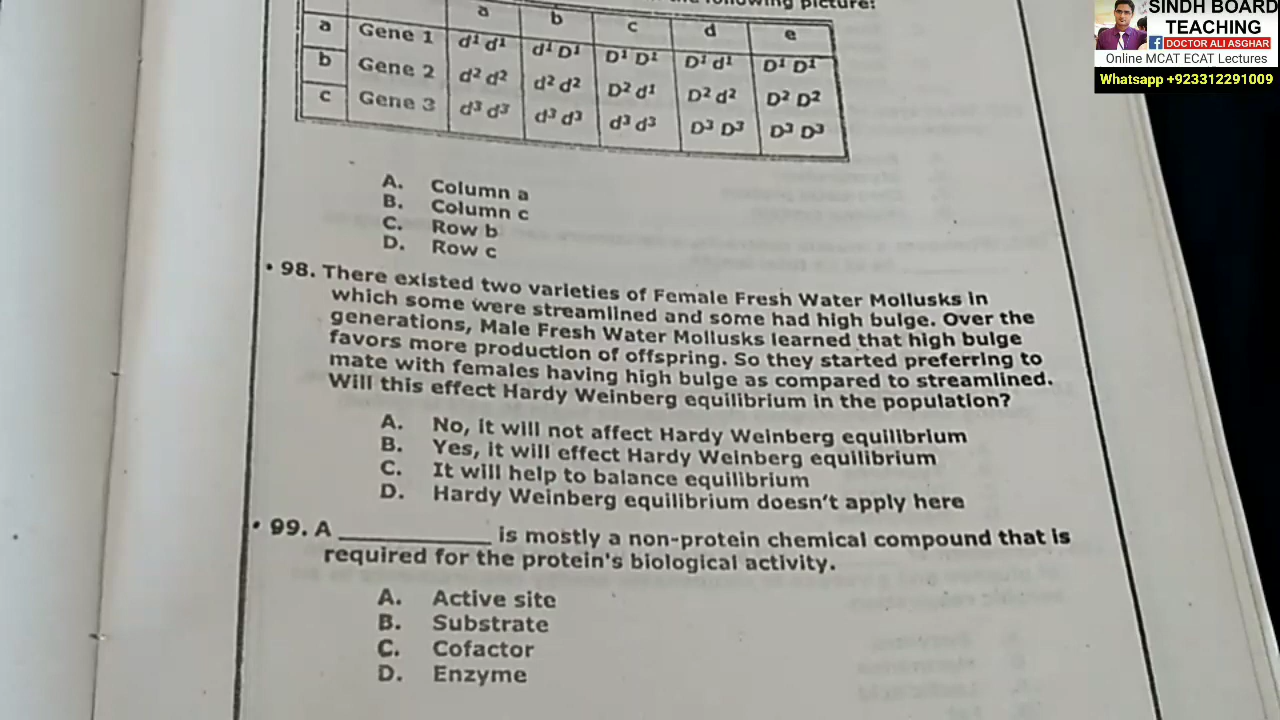 following picture:
a b c d e
a Gene 1 d¹ d¹ d¹ D¹ D¹ D¹ D¹ d¹ D¹ D¹
b Gene 2 d² d² d² d² D² d¹ D² d² D² D²
c Gene 3 d³ d³ d³ d³ d³ d³ D³ D³ D³ D³
A. Column a
B. Column c
C. Row b
D. Row c
• 98. There existed two varieties of Female Fresh Water Mollusks in
which some were streamlined and some had high bulge. Over the
generations, Male Fresh Water Mollusks learned that high bulge
favors more production of offspring. So they started preferring to
mate with females having high bulge as compared to streamlined.
Will this effect Hardy Weinberg equilibrium in the population?
A. No, it will not affect Hardy Weinberg equilibrium
B. Yes, it will effect Hardy Weinberg equilibrium
C. It will help to balance equilibrium
D. Hardy Weinberg equilibrium doesn't apply here
• 99. A __________ is mostly a non-protein chemical compound that is
required for the protein's biological activity.
A. Active site
B. Substrate
C. Cofactor
D. Enzyme
SINDH BOARD
TEACHING
f DOCTOR ALI ASGHAR
Online MCAT ECAT Lectures
Whatsapp +923312291009